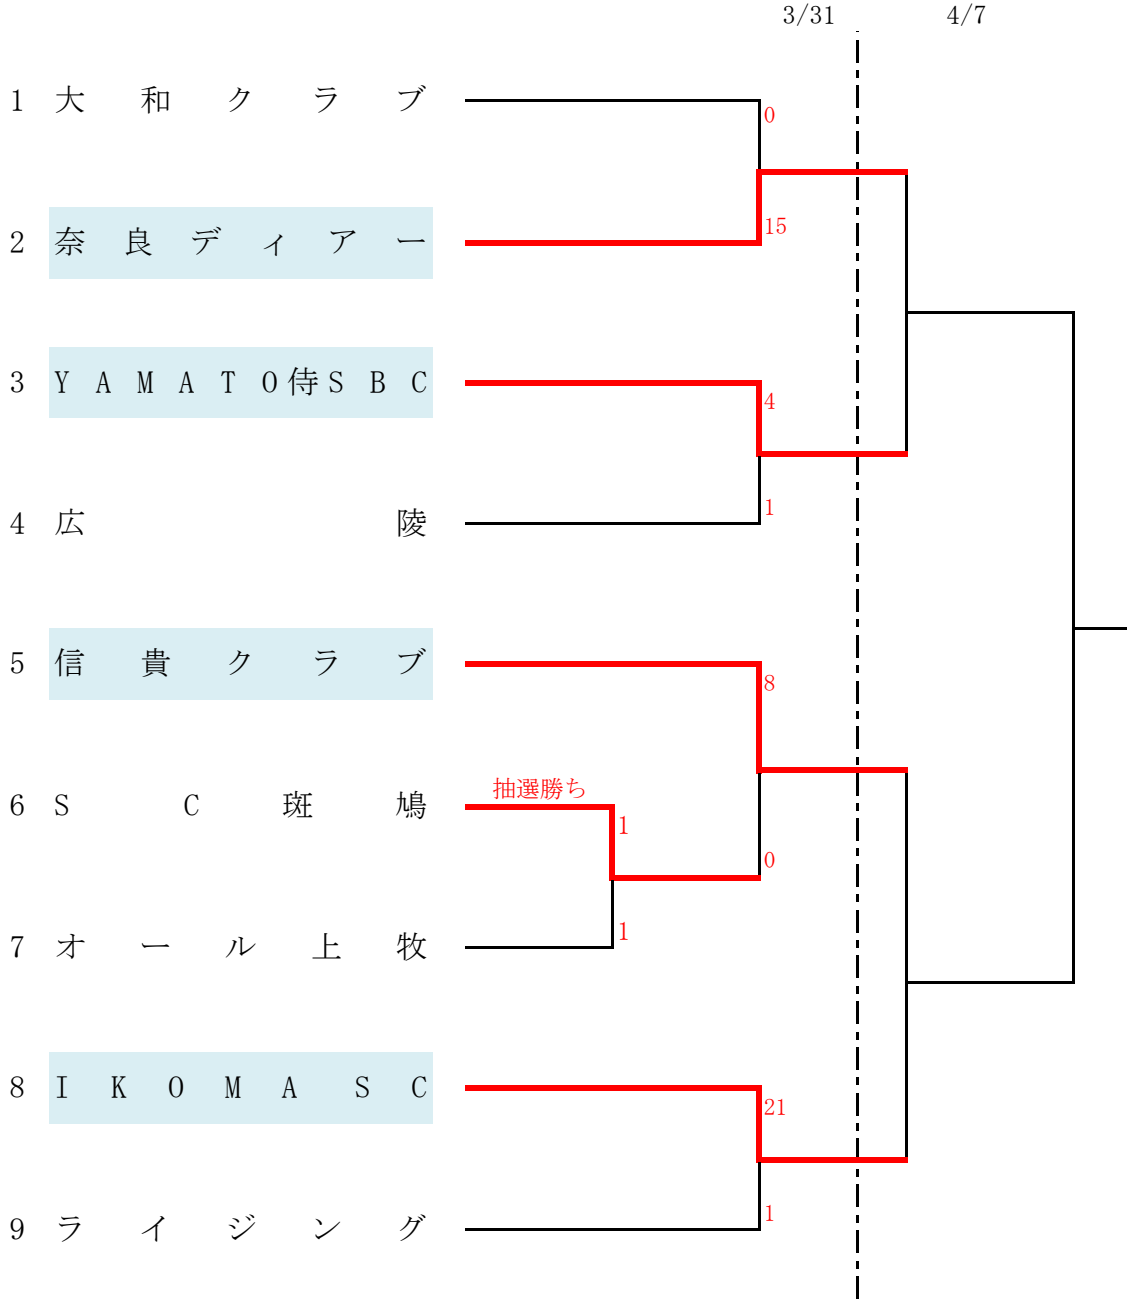 3/31 4/7
1 大和クラブ
0
15
2 奈良ディアー
3 YAMATO侍SBC
4
1
4 広陵
5 信貴クラブ
8
抽選勝ち
6 SC斑鳩
1
0
1
7 オール上牧
8 IKOMA SC
21
1
9 ライジング